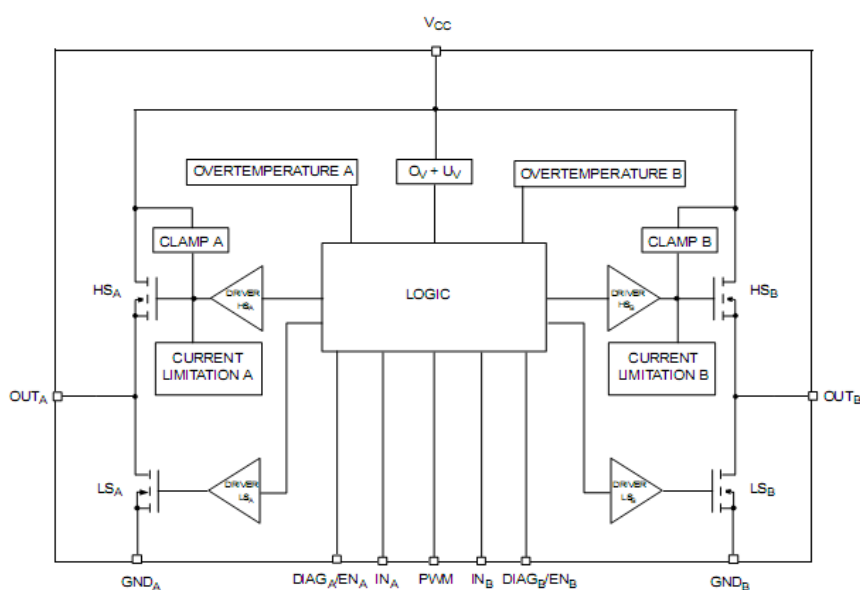 VCC
OVERTEMPERATURE A
OV + UV
OVERTEMPERATURE B
CLAMP A
CLAMP B
HSA
DRIVER
HSA
LOGIC
DRIVER
HSB
HSB
CURRENT
LIMITATION A
CURRENT
LIMITATION B
OUTA
OUTB
LSA
DRIVER
LSA
DRIVER
LSB
LSB
GNDA
DIAGA/ENA
INA
PWM
INB
DIAGB/ENB
GNDB